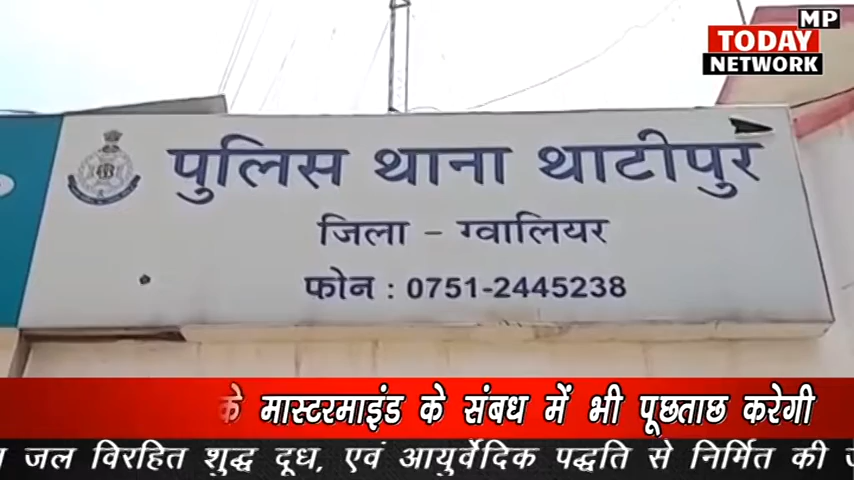 MP
TODAY
NETWORK
पुलिस थाना थाटीपुर
जिला - ग्वालियर
फोन : 0751-2445238
के मास्टरमाइंड के संबध में भी पूछताछ करेगी
जल विरहित शुद्ध दूध, एवं आयुर्वेदिक पद्धति से निर्मित की